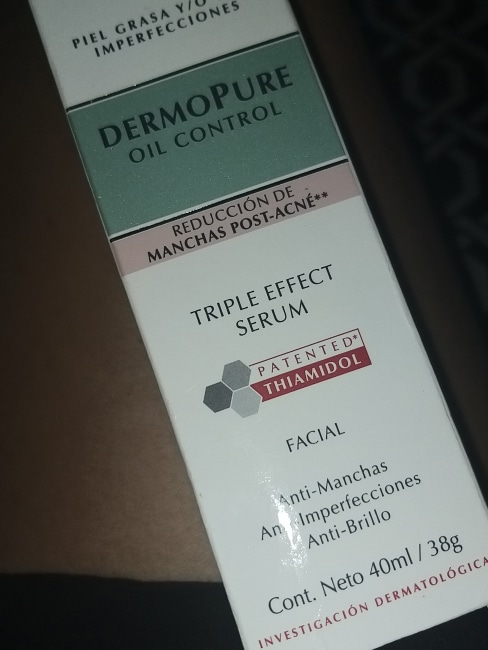 PIEL GRASA Y/O
IMPERFECCIONES
DERMOPURE
OIL CONTROL
REDUCCIÓN DE
MANCHAS POST-ACNÉ**
TRIPLE EFFECT
SERUM
PATENTED*
THIAMIDOL
FACIAL
Anti-Manchas
Anti-Imperfecciones
Anti-Brillo
Cont. Neto 40ml / 38g
INVESTIGACIÓN DERMATOLÓGICA